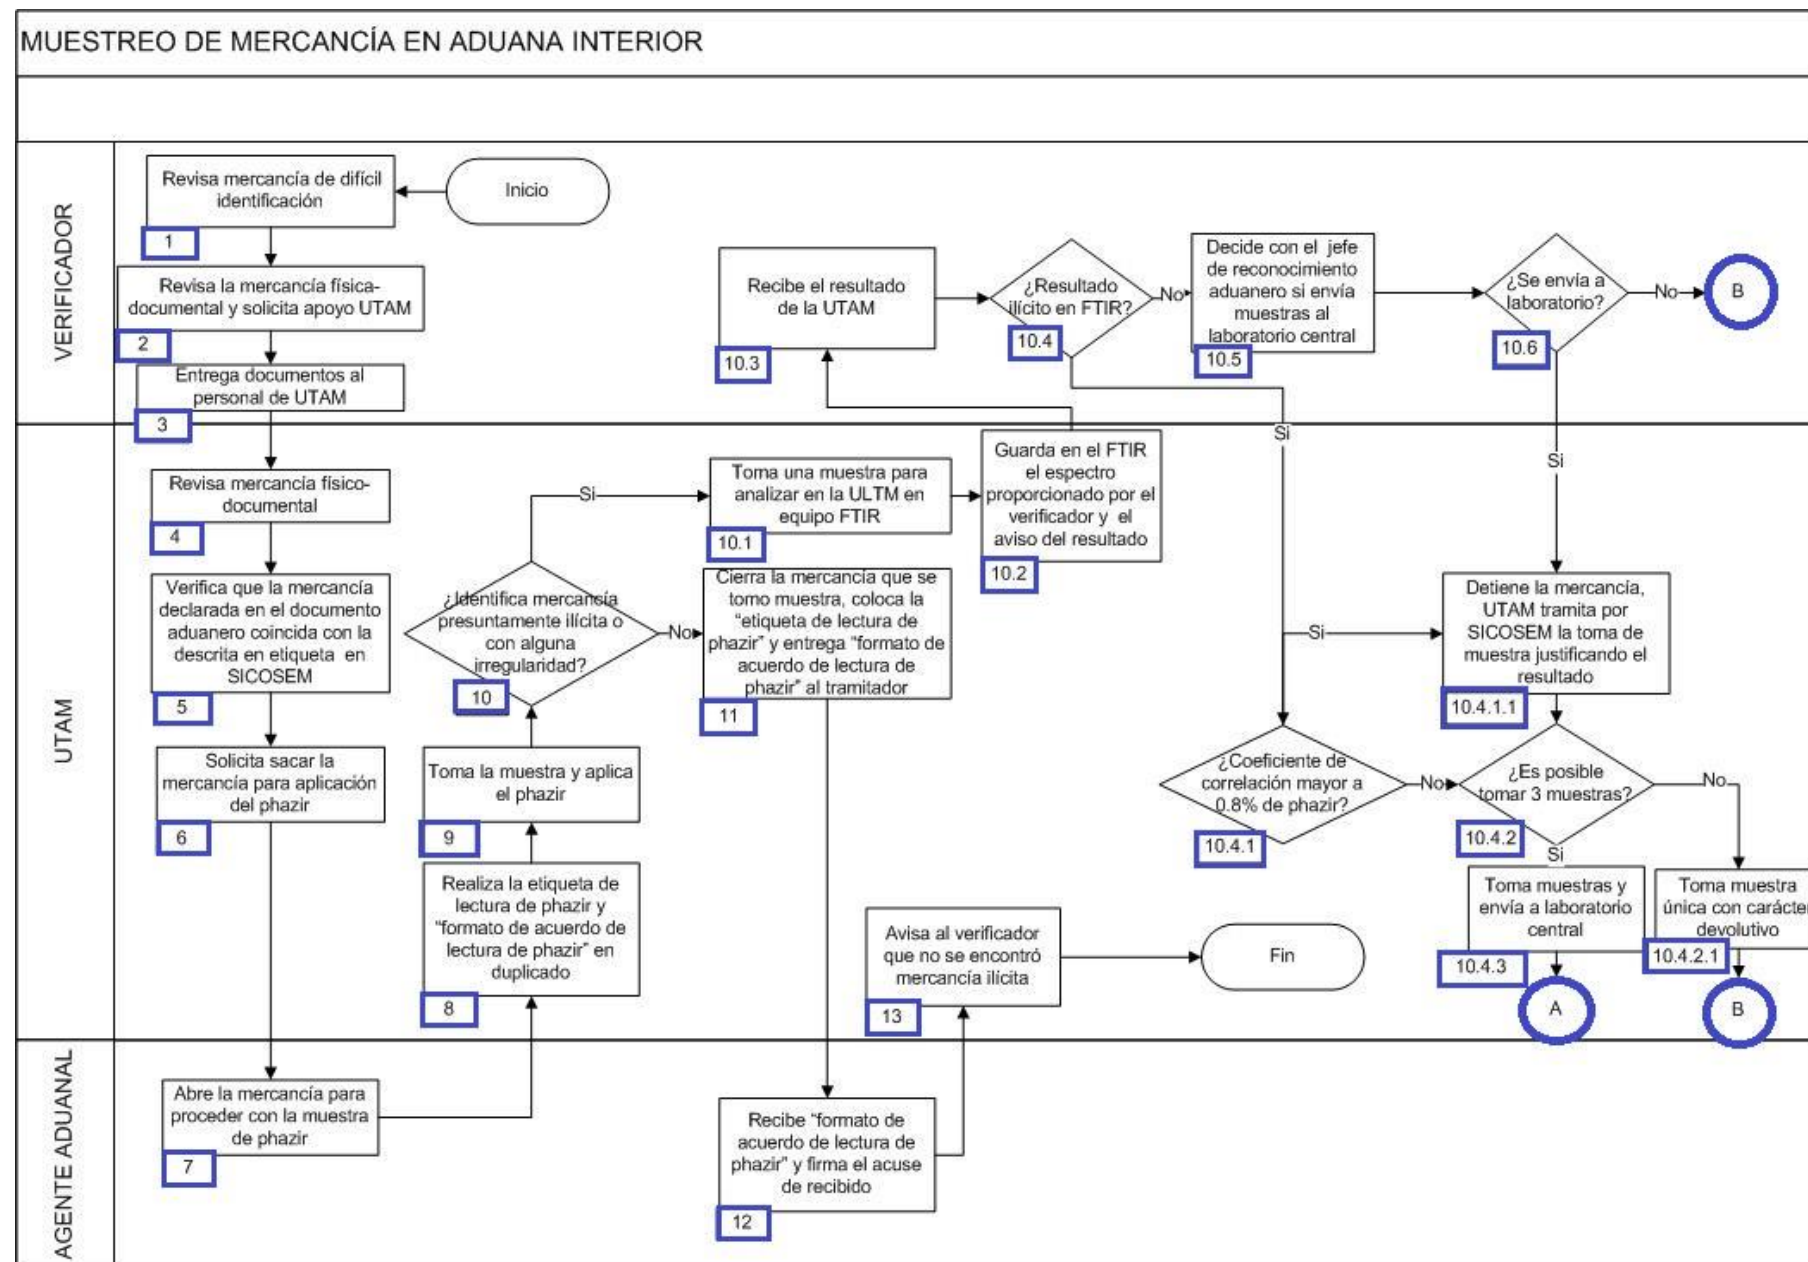 MUESTREO DE MERCANCÍA EN ADUANA INTERIOR
VERIFICADOR
Inicio
Revisa mercancía de difícil
identificación
1
Revisa la mercancía física-
documental y solicita apoyo UTAM
2
Entrega documentos al
personal de UTAM
3
Recibe el resultado
de la UTAM
10.3
¿Resultado
ilícito en FTIR?
10.4
No
Decide con el jefe
de reconocimiento
aduanero si envía
muestras al
laboratorio central
10.5
¿Se envía a
laboratorio?
10.6
No
B
Si
Si
UTAM
Revisa mercancía físico-
documental
4
Verifica que la mercancía
declarada en el documento
aduanero coincida con la
descrita en etiqueta en
SICOSEM
5
Solicita sacar la
mercancía para aplicación
del phazir
6
Realiza la etiqueta de
lectura de phazir y
“formato de acuerdo de
lectura de phazir” en
duplicado
8
Toma la muestra y aplica
el phazir
9
¿Identifica mercancía
presuntamente ilícita o
con alguna
irregularidad?
10
Si
No
Toma una muestra para
analizar en la ULTM en
equipo FTIR
10.1
Guarda en el FTIR
el espectro
proporcionado por el
verificador y el
aviso del resultado
10.2
Cierra la mercancía que se
tomo muestra, coloca la
“etiqueta de lectura de
phazir” y entrega “formato de
acuerdo de lectura de
phazir” al tramitador
11
Avisa al verificador
que no se encontró
mercancía ilícita
13
Fin
Si
Detiene la mercancía,
UTAM tramita por
SICOSEM la toma de
muestra justificando el
resultado
10.4.1.1
¿Coeficiente de
correlación mayor a
0.8% de phazir?
10.4.1
No
¿Es posible
tomar 3 muestras?
10.4.2
No
Si
Toma muestras y
envía a laboratorio
central
10.4.3
A
Toma muestra
única con carácter
devolutivo
10.4.2.1
B
AGENTE ADUANAL
Abre la mercancía para
proceder con la muestra
de phazir
7
Recibe “formato de
acuerdo de lectura de
phazir” y firma el acuse
de recibido
12